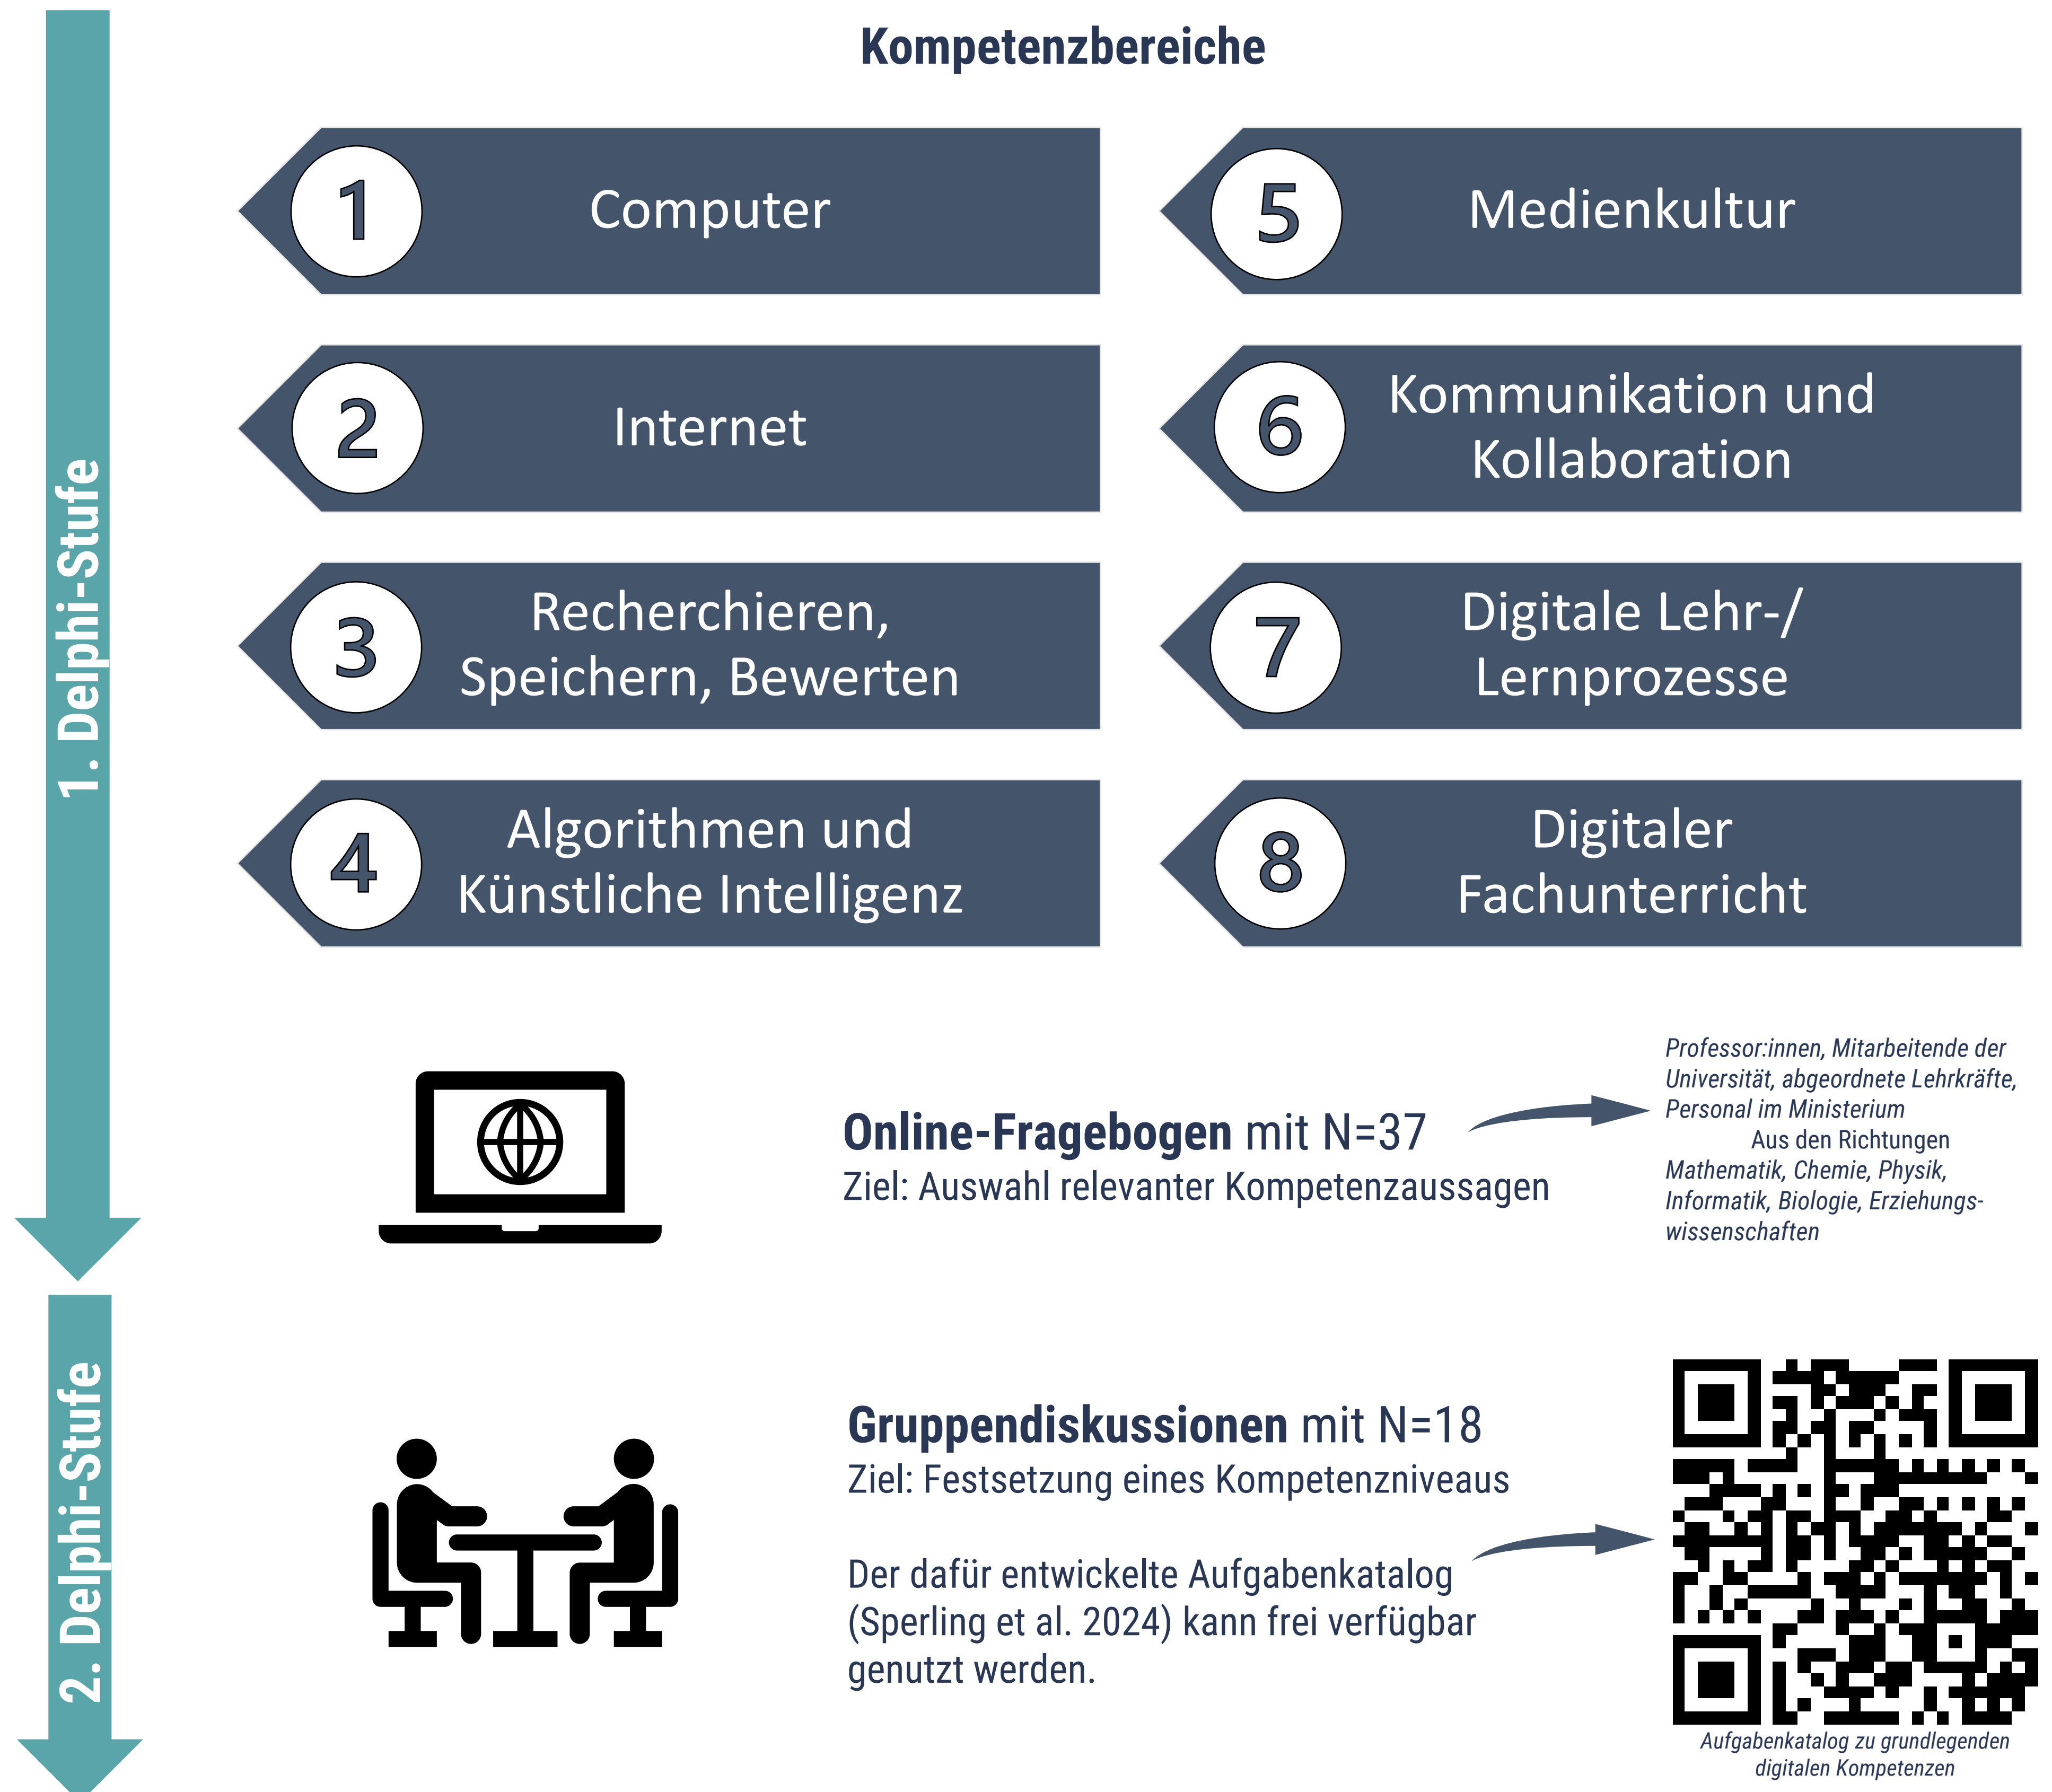 Kompetenzbereiche
1. Delphi-Stufe
1
Computer
2
Internet
3
Recherchieren,
Speichern, Bewerten
4
Algorithmen und
Künstliche Intelligenz
5
Medienkultur
6
Kommunikation und
Kollaboration
7
Digitale Lehr-/
Lernprozesse
8
Digitaler
Fachunterricht
Online-Fragebogen mit N=37
Ziel: Auswahl relevanter Kompetenzaussagen
Professor:innen, Mitarbeitende der
Universität, abgeordnete Lehrkräfte,
Personal im Ministerium
Aus den Richtungen
Mathematik, Chemie, Physik,
Informatik, Biologie, Erziehungs-
wissenschaften
2. Delphi-Stufe
Gruppendiskussionen mit N=18
Ziel: Festsetzung eines Kompetenzniveaus
Der dafür entwickelte Aufgabenkatalog
(Sperling et al. 2024) kann frei verfügbar
genutzt werden.
Aufgabenkatalog zu grundlegenden
digitalen Kompetenzen